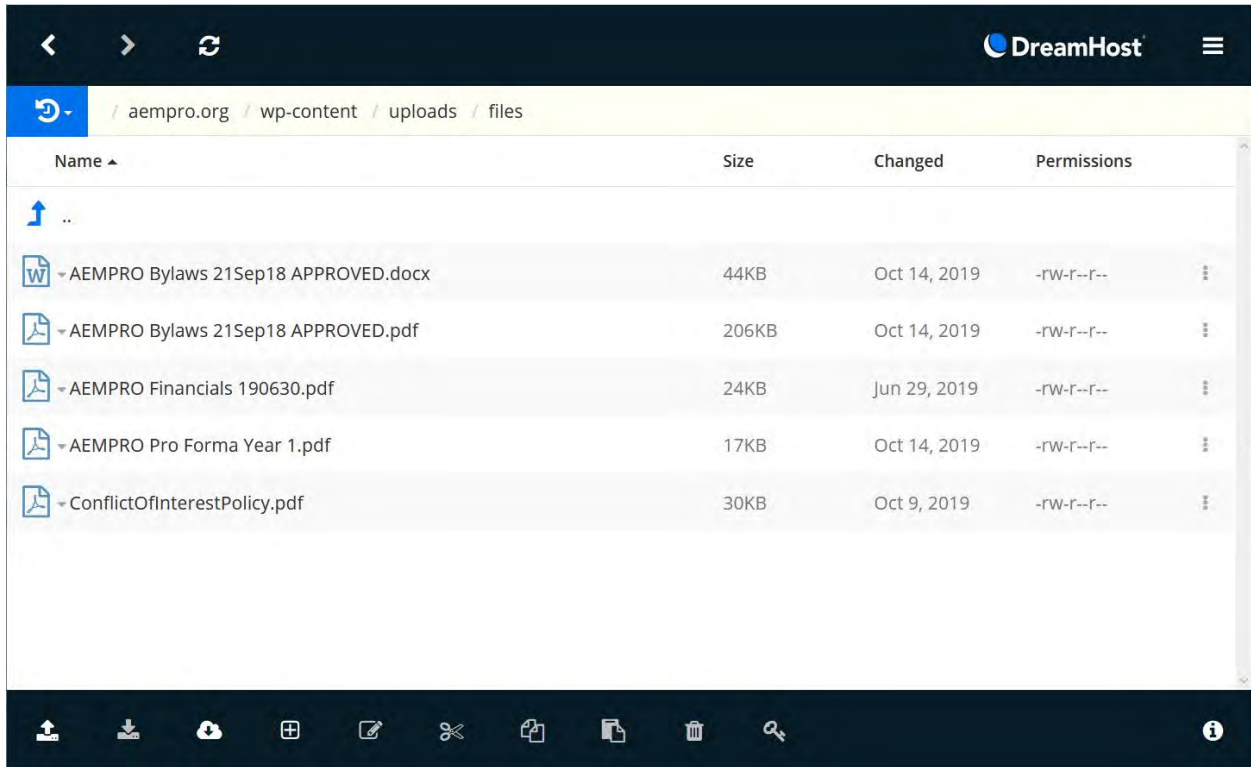 DreamHost
/ aempro.org / wp-content / uploads / files
Name Size Changed Permissions
..
AEMPRO Bylaws 21Sep18 APPROVED.docx 44KB Oct 14, 2019 -rw-r--r--
AEMPRO Bylaws 21Sep18 APPROVED.pdf 206KB Oct 14, 2019 -rw-r--r--
AEMPRO Financials 190630.pdf 24KB Jun 29, 2019 -rw-r--r--
AEMPRO Pro Forma Year 1.pdf 17KB Oct 14, 2019 -rw-r--r--
ConflictOfInterestPolicy.pdf 30KB Oct 9, 2019 -rw-r--r--